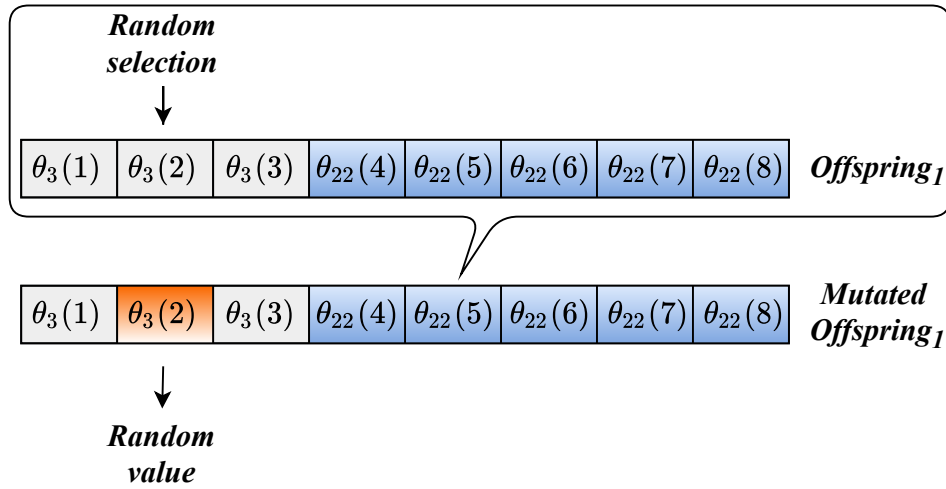 Random
selection
θ₃(1) θ₃(2) θ₃(3) θ₂₂(4) θ₂₂(5) θ₂₂(6) θ₂₂(7) θ₂₂(8) Offspring₁
θ₃(1) θ₃(2) θ₃(3) θ₂₂(4) θ₂₂(5) θ₂₂(6) θ₂₂(7) θ₂₂(8) Mutated
Offspring₁
Random
value